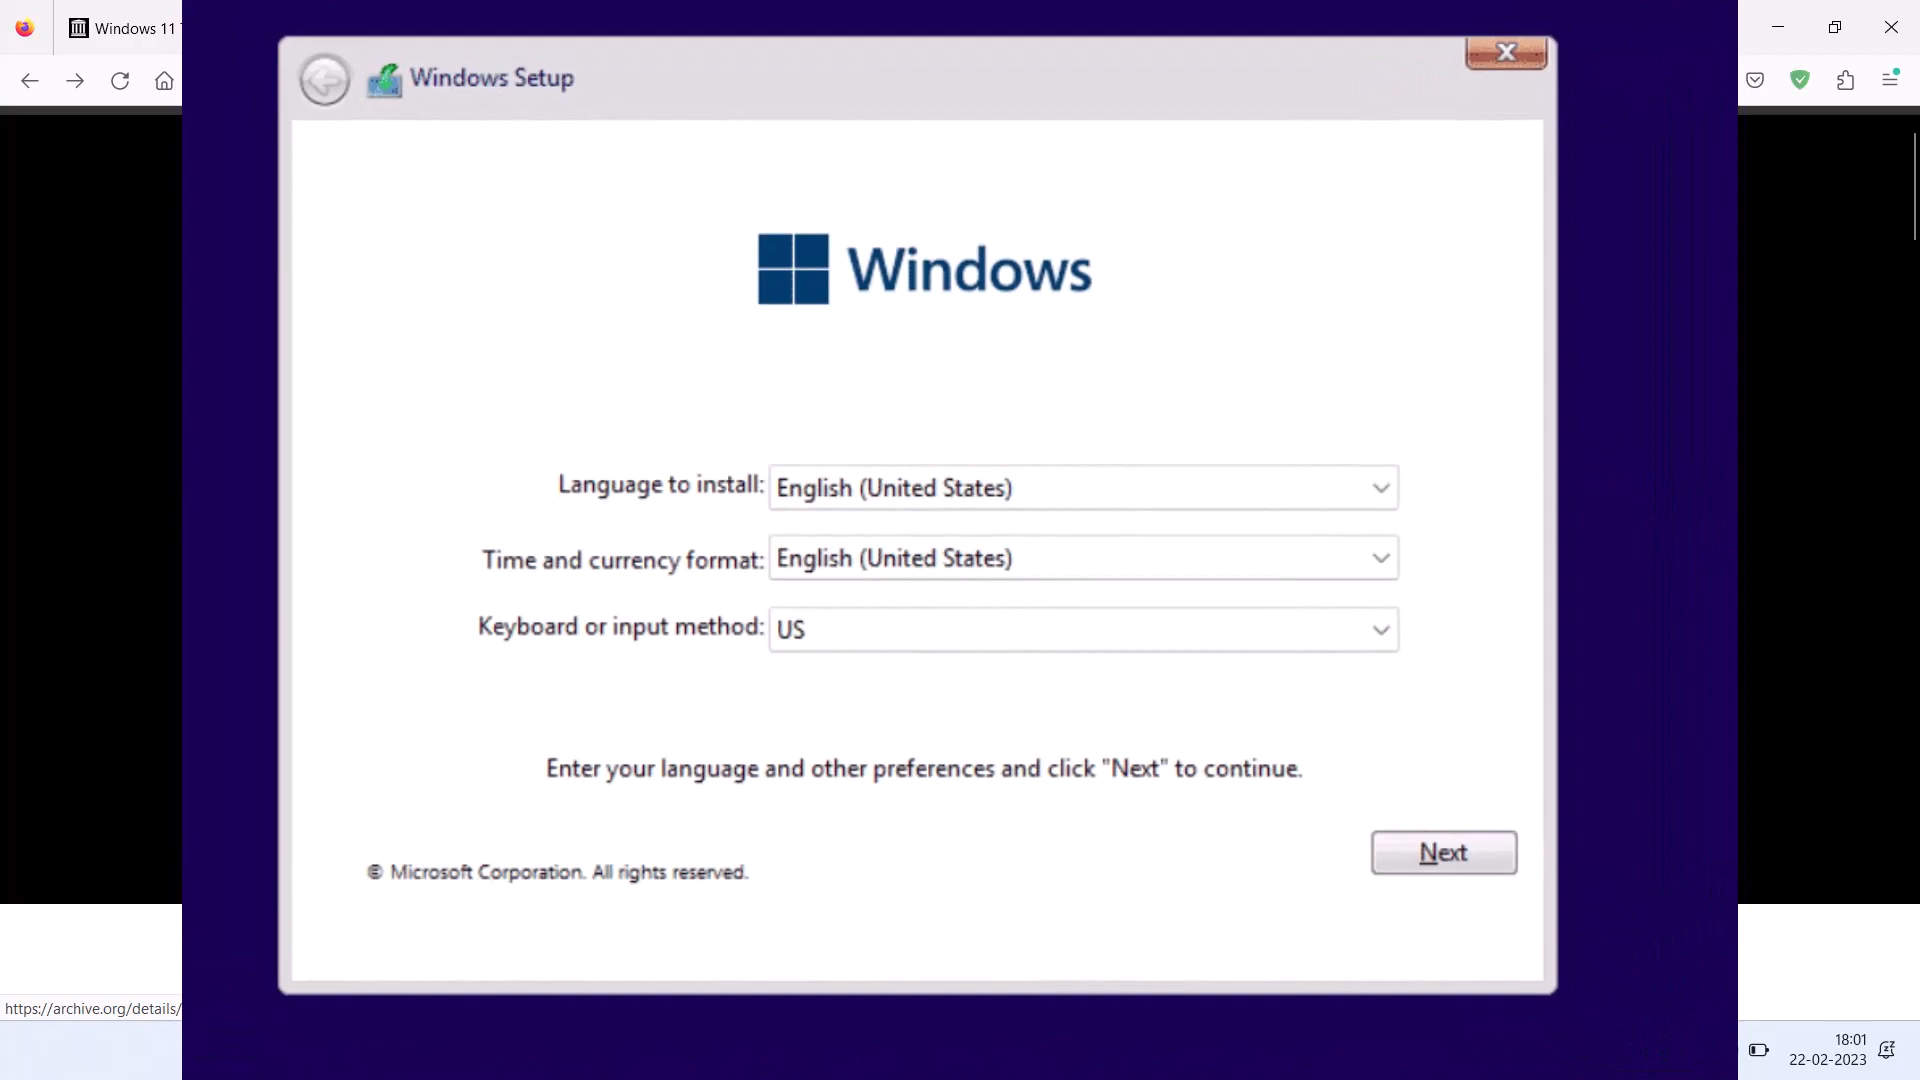 Windows 11
Windows Setup
Windows
Language to install: English (United States)
Time and currency format: English (United States)
Keyboard or input method: US
Enter your language and other preferences and click "Next" to continue.
Next
© Microsoft Corporation. All rights reserved.
https://archive.org/details/
18:01
22-02-2023